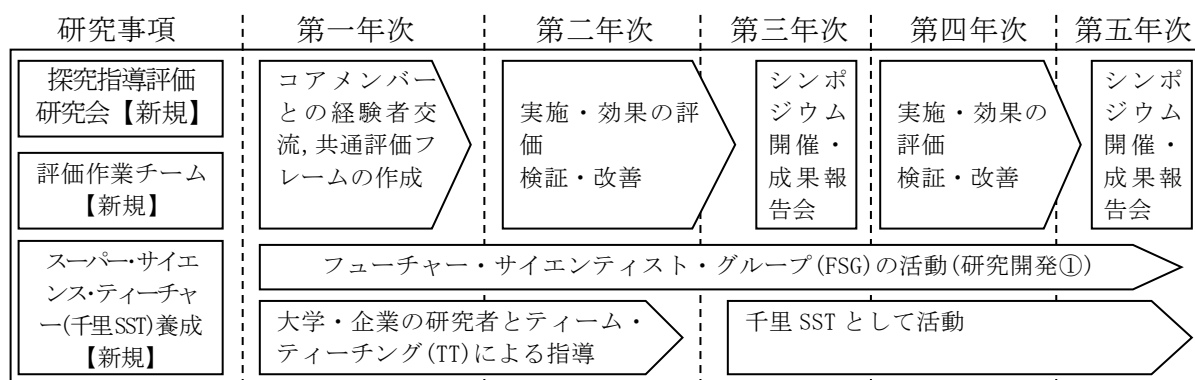 研究事項 第一年次 第二年次 第三年次 第四年次 第五年次
探究指導評価
研究会【新規】
評価作業チーム
【新規】
コアメンバー
との経験者交
流,共通評価フ
レームの作成
実施・効果の評
価
検証・改善
シンポ
ジウム
開催・
成果報
告会
実施・効果の
評価
検証・改善
シンポ
ジウム
開催・
成果報
告会
スーパー・サイエ
ンス・ティーチャ
ー(千里SST)養成
【新規】
フューチャー・サイエンティスト・グループ(FSG)の活動(研究開発①)
大学・企業の研究者とティーム・
ティーチング(TT)による指導
千里 SST として活動